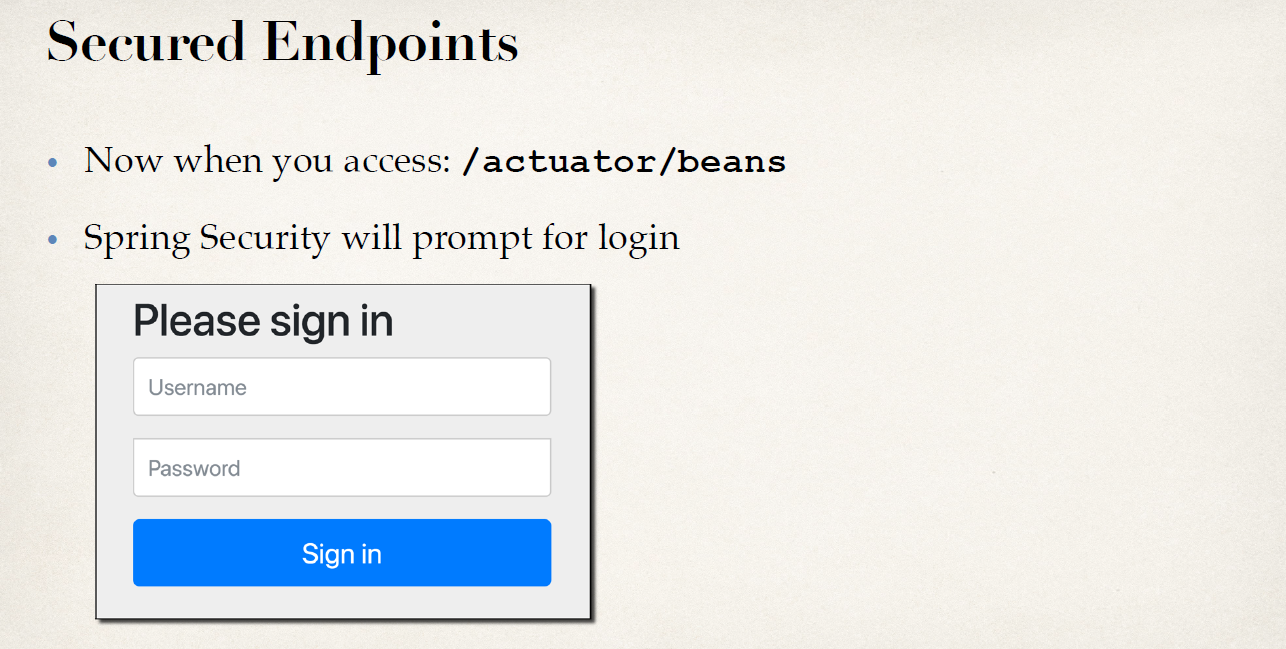 Secured Endpoints
• Now when you access: /actuator/beans
• Spring Security will prompt for login
Please sign in
Username
Password
Sign in